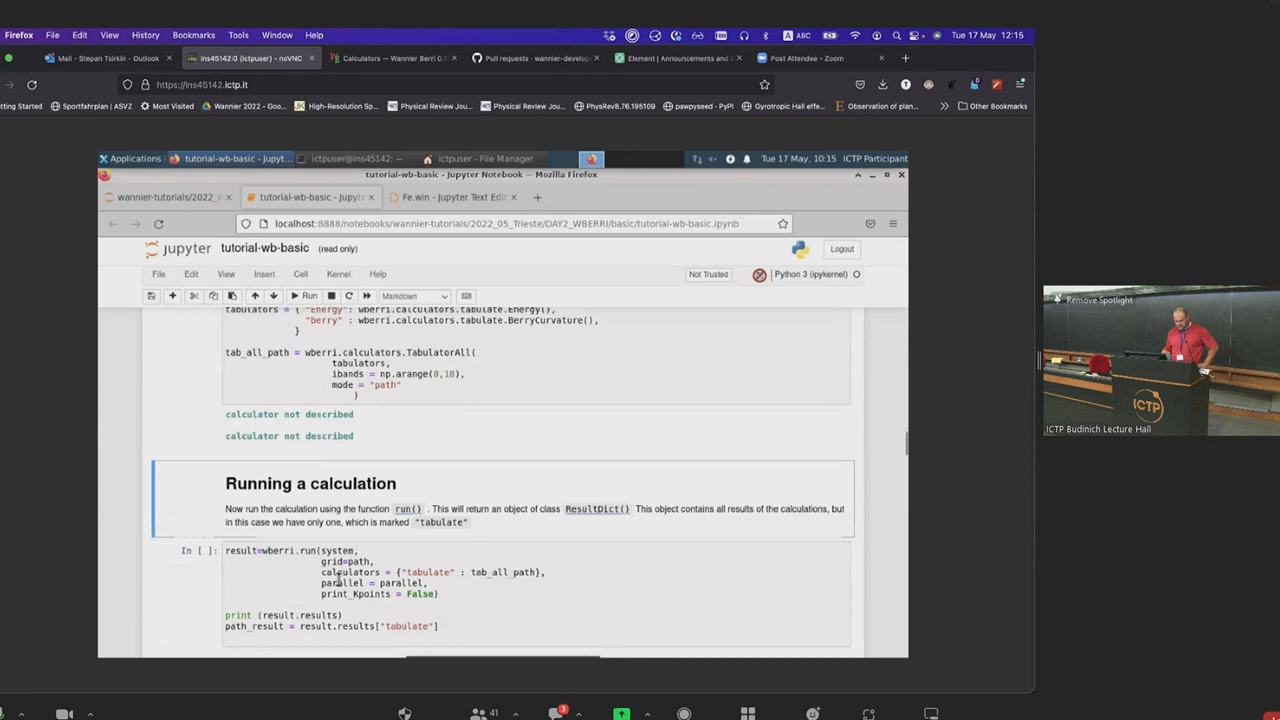 Firefox File Edit View History Bookmarks Tools Window Help ABC Tue 17 May 12:15
Mail - Stepan Tsirkin - Outlook ins45142:0 (ictpuser) - noVNC Calculators — Wannier Berri 0.1 Pull requests · wannier-develop Element | Announcements and Post Attendee - Zoom
https://ins45142.ictp.it
tting Started Sportfahrplan | ASVZ Most Visited Wannier 2022 - Goo... High-Resolution Sp... Physical Review Jou... Physical Review Jou... PhysRevB.76.195109 pawpyseed - PyPI Gyrotropic Hall effe... Observation of plan... Other Bookmarks
Applications tutorial-wb-basic - Jupyt... ictpuser@ins45142: ~ ictpuser - File Manager Tue 17 May, 10:15 ICTP Participant
tutorial-wb-basic - Jupyter Notebook — Mozilla Firefox
wannier-tutorials/2022_0 tutorial-wb-basic - Jupyte Fe.win - Jupyter Text Edit
localhost:8888/notebooks/wannier-tutorials/2022_05_Trieste/DAY2_WBERRI/basic/tutorial-wb-basic.ipynb
jupyter tutorial-wb-basic (read only) Logout
File Edit View Insert Cell Kernel Help Not Trusted Python 3 (ipykernel)
Run Markdown
tabulators = { "Energy": wberri.calculators.tabulate.Energy(),
"berry" : wberri.calculators.tabulate.BerryCurvature(),
}
tab_all_path = wberri.calculators.TabulatorAll(
tabulators,
ibands = np.arange(0,18),
mode = "path"
)
calculator not described
calculator not described
Running a calculation
Now run the calculation using the function run() . This will return an object of class ResultDict() This object contains all results of the calculations, but
in this case we have only one, which is marked "tabulate"
In [ ]: result=wberri.run(system,
grid=path,
calculators = {"tabulate" : tab_all_path},
parallel = parallel,
print_Kpoints = False)
print (result.results)
path_result = result.results["tabulate"]
Remove Spotlight
ICTP
ICTP Budinich Lecture Hall
41 3